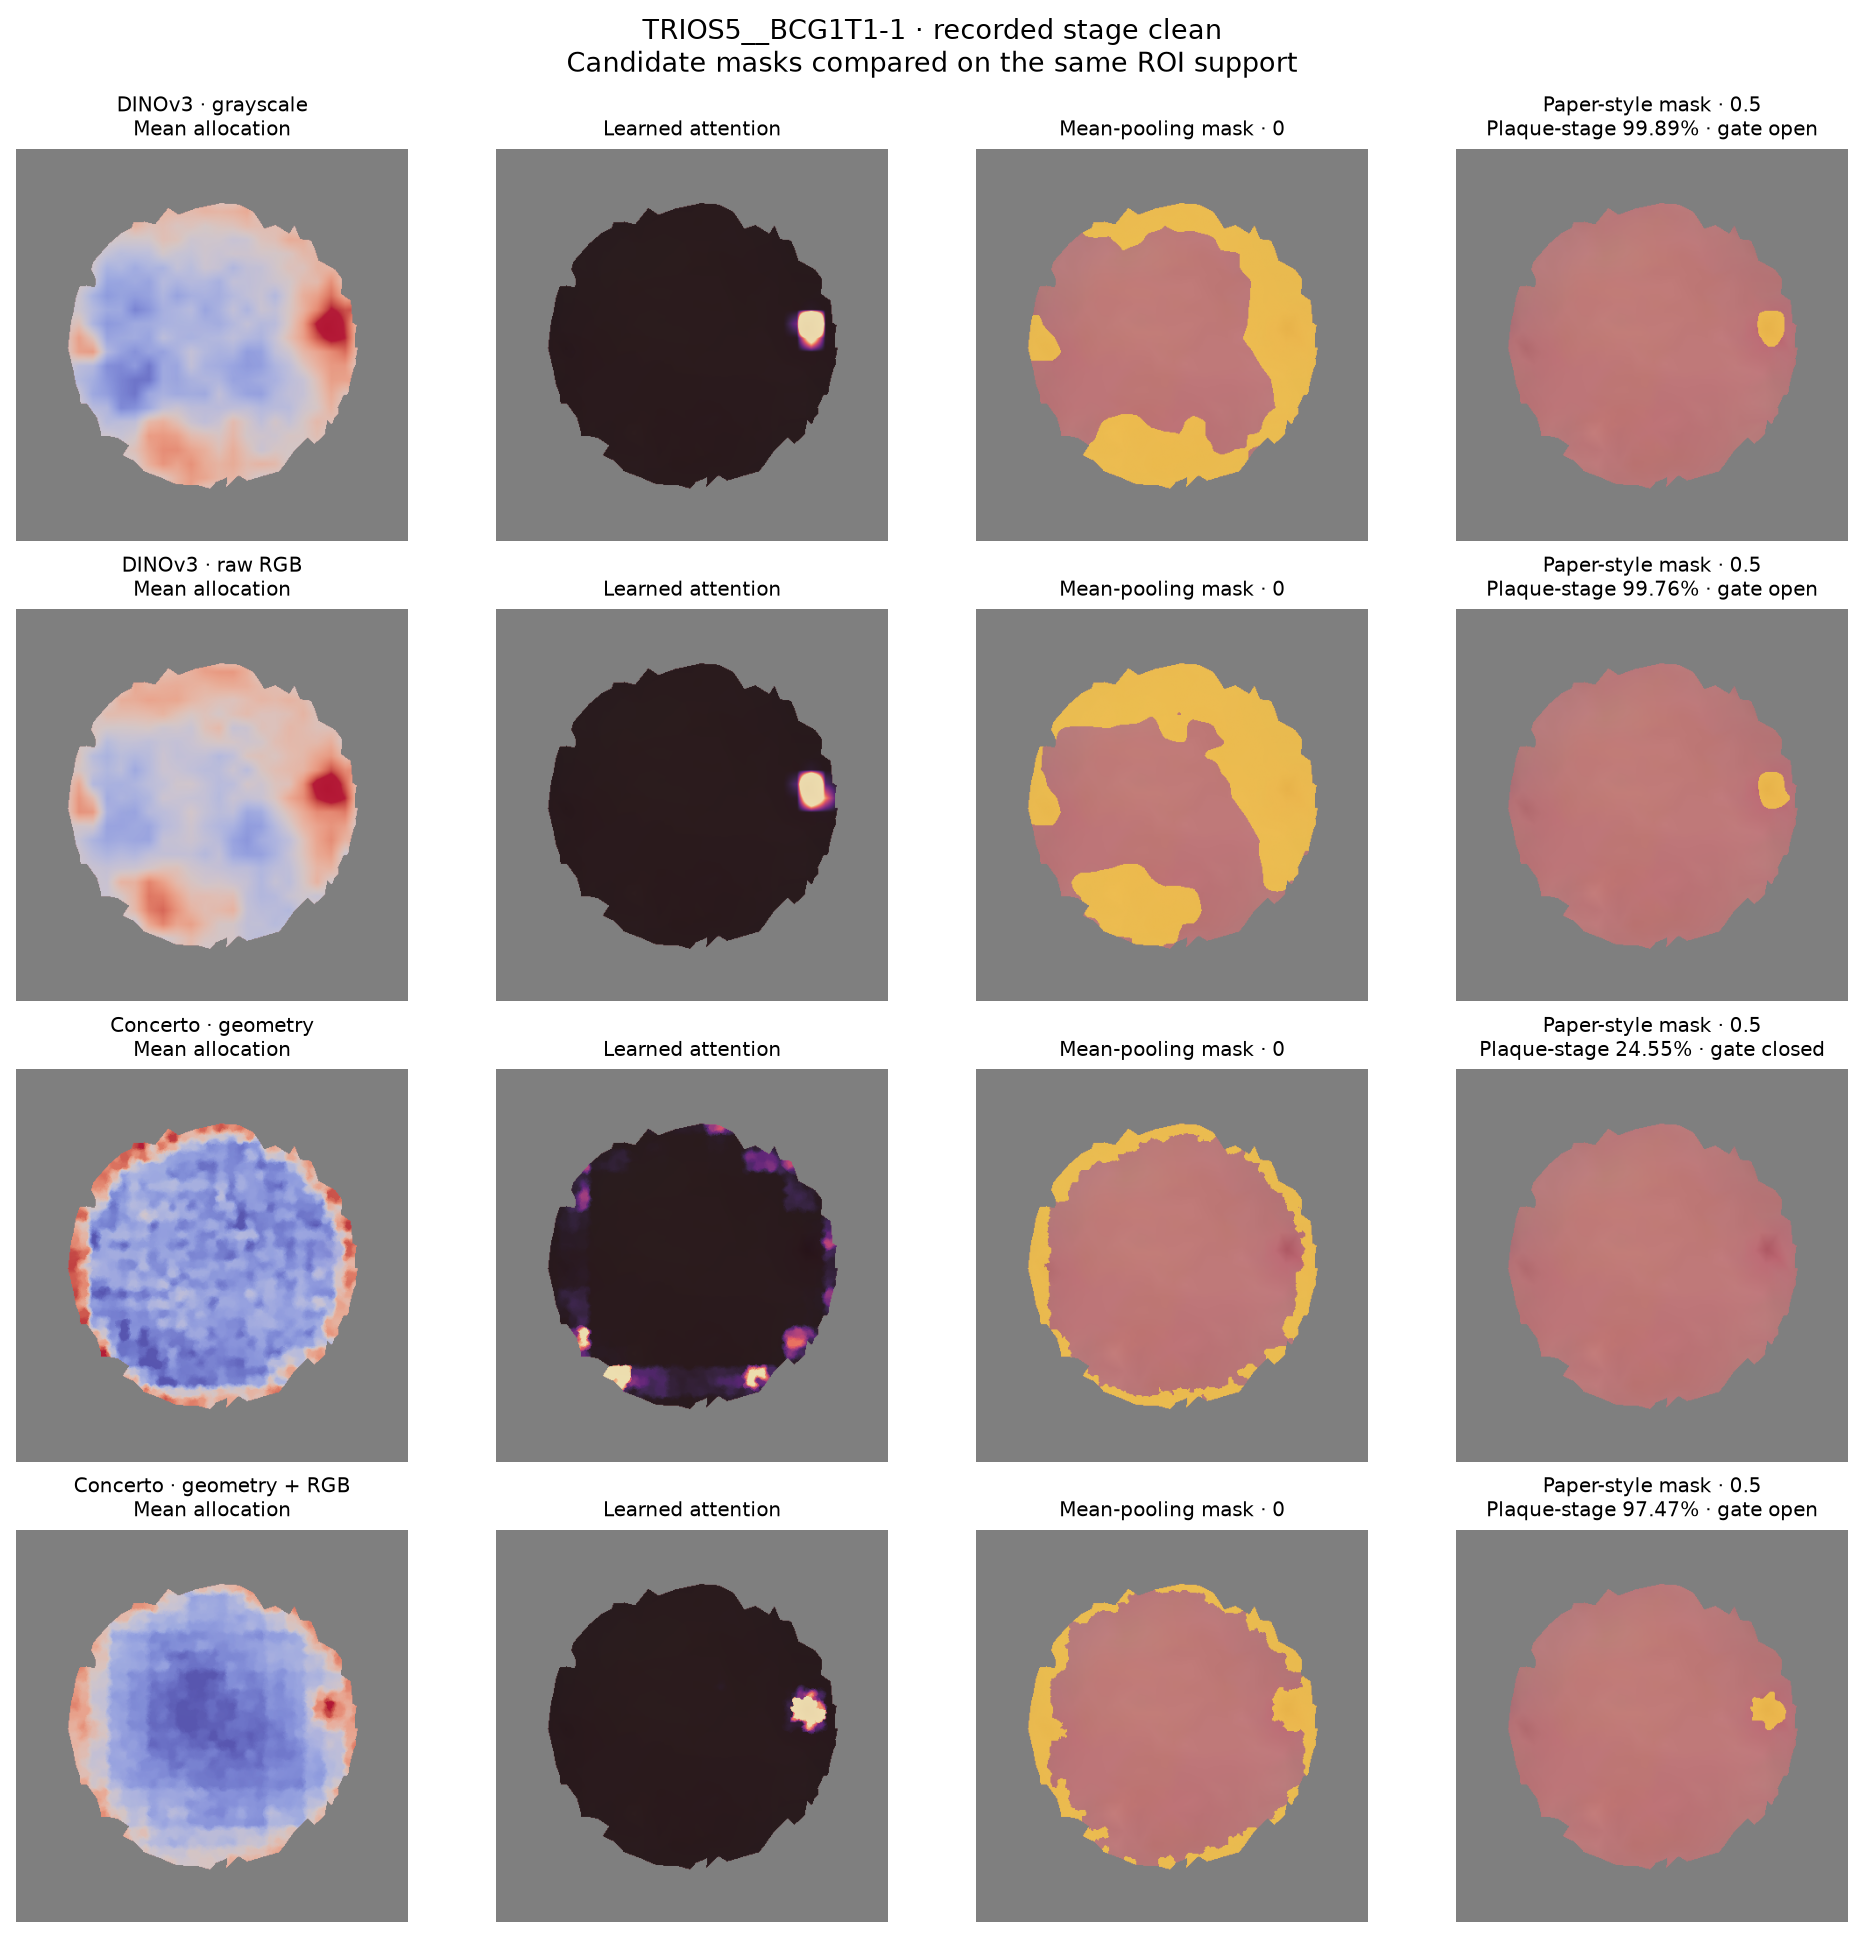 TRIOS5__BCG1T1-1 · recorded stage clean
Candidate masks compared on the same ROI support
DINOv3 · grayscale
Mean allocation
Learned attention
Mean-pooling mask · 0
Paper-style mask · 0.5
Plaque-stage 99.89% · gate open
DINOv3 · raw RGB
Mean allocation
Learned attention
Mean-pooling mask · 0
Paper-style mask · 0.5
Plaque-stage 99.76% · gate open
Concerto · geometry
Mean allocation
Learned attention
Mean-pooling mask · 0
Paper-style mask · 0.5
Plaque-stage 24.55% · gate closed
Concerto · geometry + RGB
Mean allocation
Learned attention
Mean-pooling mask · 0
Paper-style mask · 0.5
Plaque-stage 97.47% · gate open